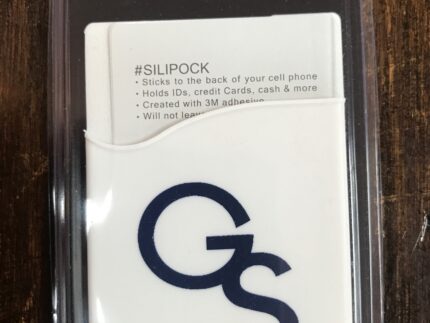 #SILIPOCK
• Sticks to the back of your cell phone
• Holds IDs, credit Cards, cash & more
• Created with 3M adhesive
• Will not leav
GS